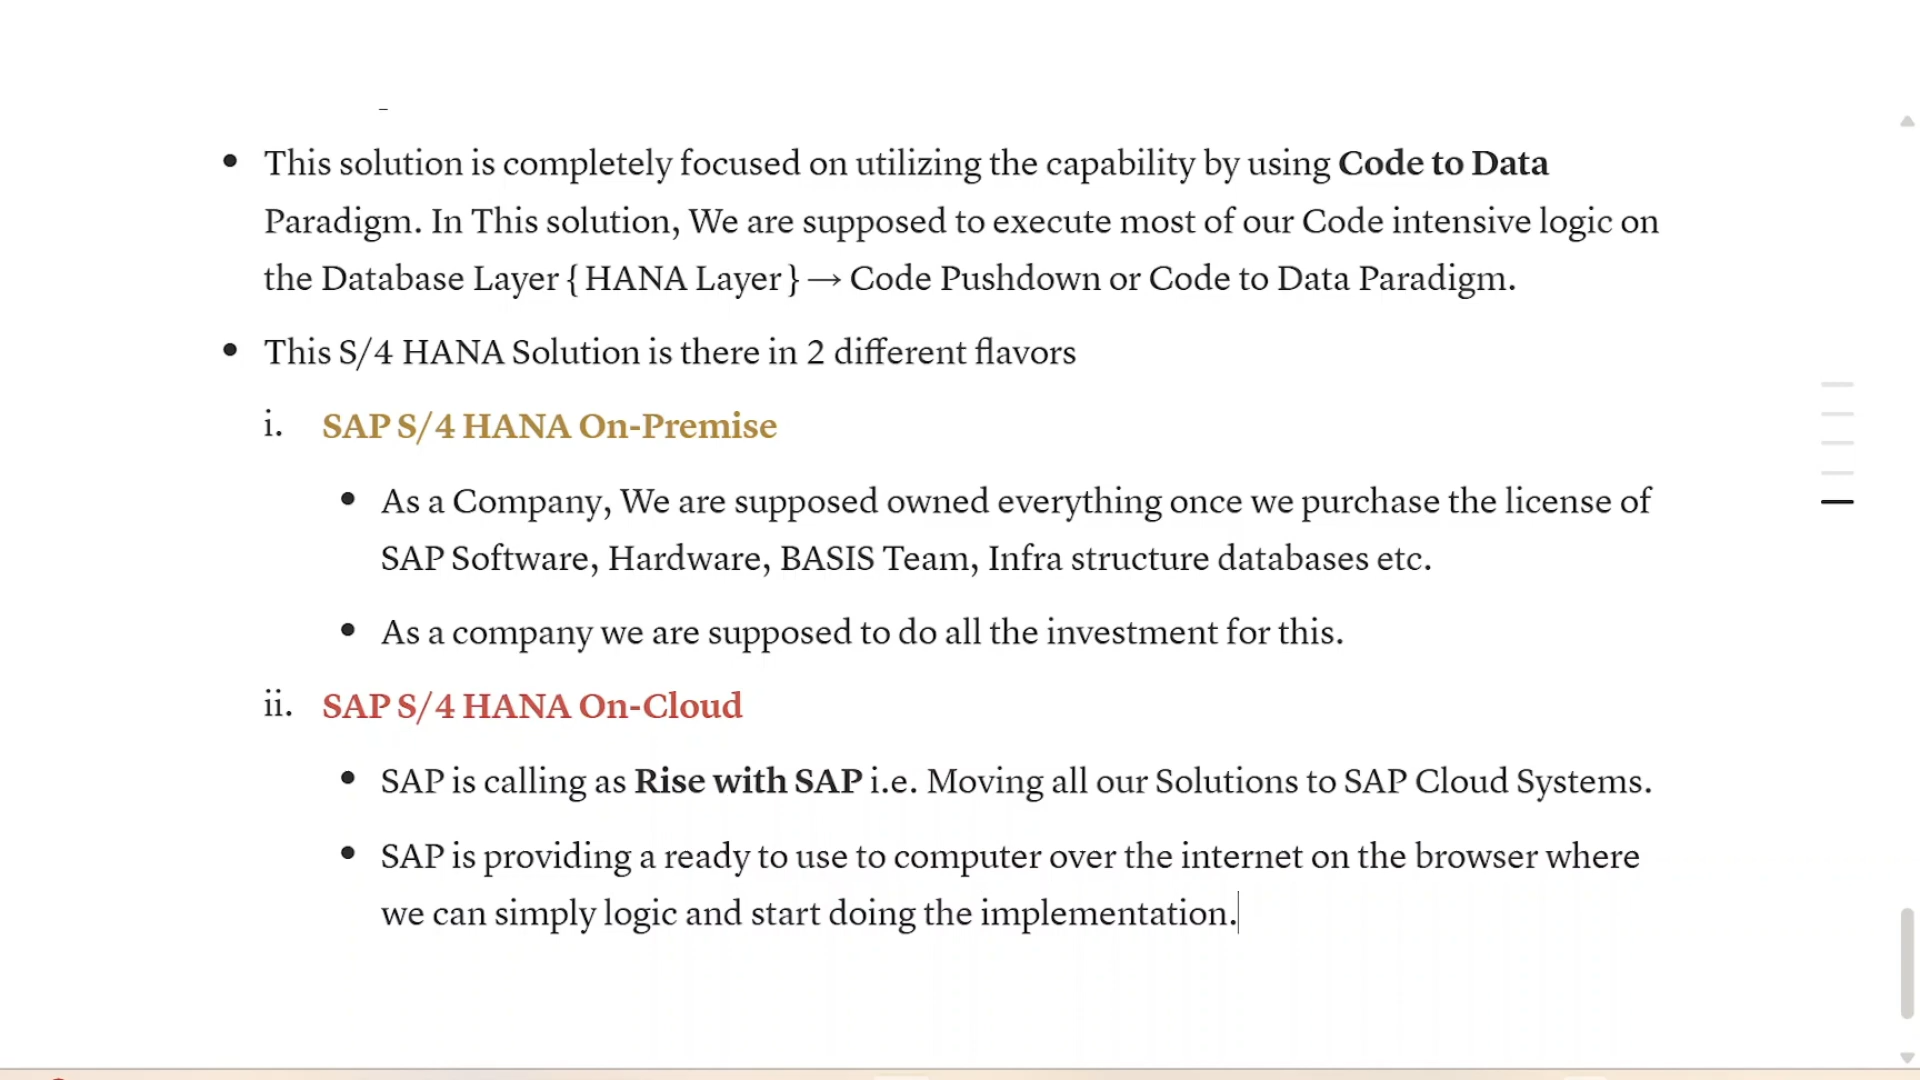 • This solution is completely focused on utilizing the capability by using Code to Data
Paradigm. In This solution, We are supposed to execute most of our Code intensive logic on
the Database Layer { HANA Layer } → Code Pushdown or Code to Data Paradigm.
• This S/4 HANA Solution is there in 2 different flavors
i. SAP S/4 HANA On-Premise
• As a Company, We are supposed owned everything once we purchase the license of
SAP Software, Hardware, BASIS Team, Infra structure databases etc.
• As a company we are supposed to do all the investment for this.
ii. SAP S/4 HANA On-Cloud
• SAP is calling as Rise with SAP i.e. Moving all our Solutions to SAP Cloud Systems.
• SAP is providing a ready to use to computer over the internet on the browser where
we can simply logic and start doing the implementation.